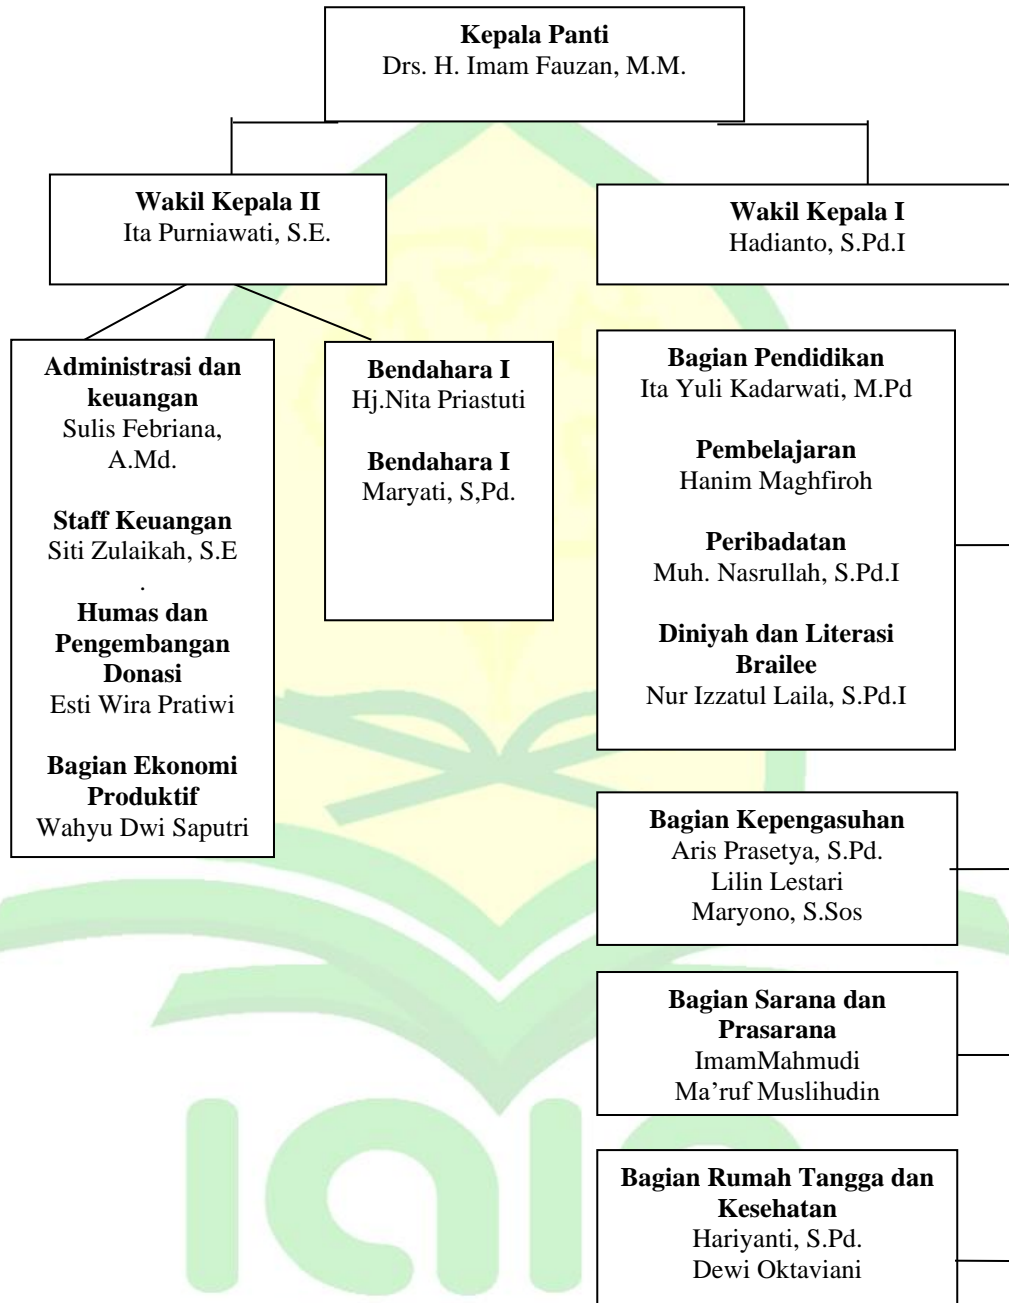 Kepala Panti
Drs. H. Imam Fauzan, M.M.
Wakil Kepala II
Ita Purniawati, S.E.
Wakil Kepala I
Hadianto, S.Pd.I
Administrasi dan
keuangan
Sulis Febriana,
A.Md.
Staff Keuangan
Siti Zulaikah, S.E
.
Humas dan
Pengembangan
Donasi
Esti Wira Pratiwi
Bagian Ekonomi
Produktif
Wahyu Dwi Saputri
Bendahara I
Hj.Nita Priastuti
Bendahara I
Maryati, S,Pd.
Bagian Pendidikan
Ita Yuli Kadarwati, M.Pd
Pembelajaran
Hanim Maghfiroh
Peribadatan
Muh. Nasrullah, S.Pd.I
Diniyah dan Literasi
Brailee
Nur Izzatul Laila, S.Pd.I
Bagian Kepengasuhan
Aris Prasetya, S.Pd.
Lilin Lestari
Maryono, S.Sos
Bagian Sarana dan
Prasarana
ImamMahmudi
Ma’ruf Muslihudin
Bagian Rumah Tangga dan
Kesehatan
Hariyanti, S.Pd.
Dewi Oktaviani